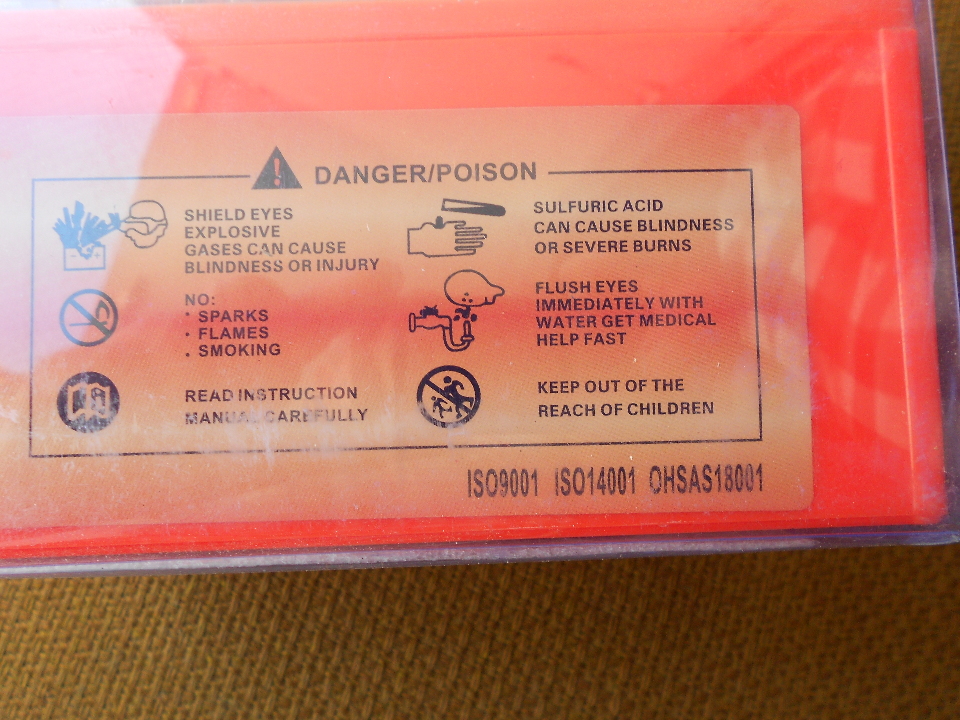 DANGER/POISON
SHIELD EYES
EXPLOSIVE
GASES CAN CAUSE
BLINDNESS OR INJURY
NO:
• SPARKS
• FLAMES
• SMOKING
READ INSTRUCTION
MANUAL CAREFULLY
SULFURIC ACID
CAN CAUSE BLINDNESS
OR SEVERE BURNS
FLUSH EYES
IMMEDIATELY WITH
WATER GET MEDICAL
HELP FAST
KEEP OUT OF THE
REACH OF CHILDREN
ISO9001 ISO14001 OHSAS18001